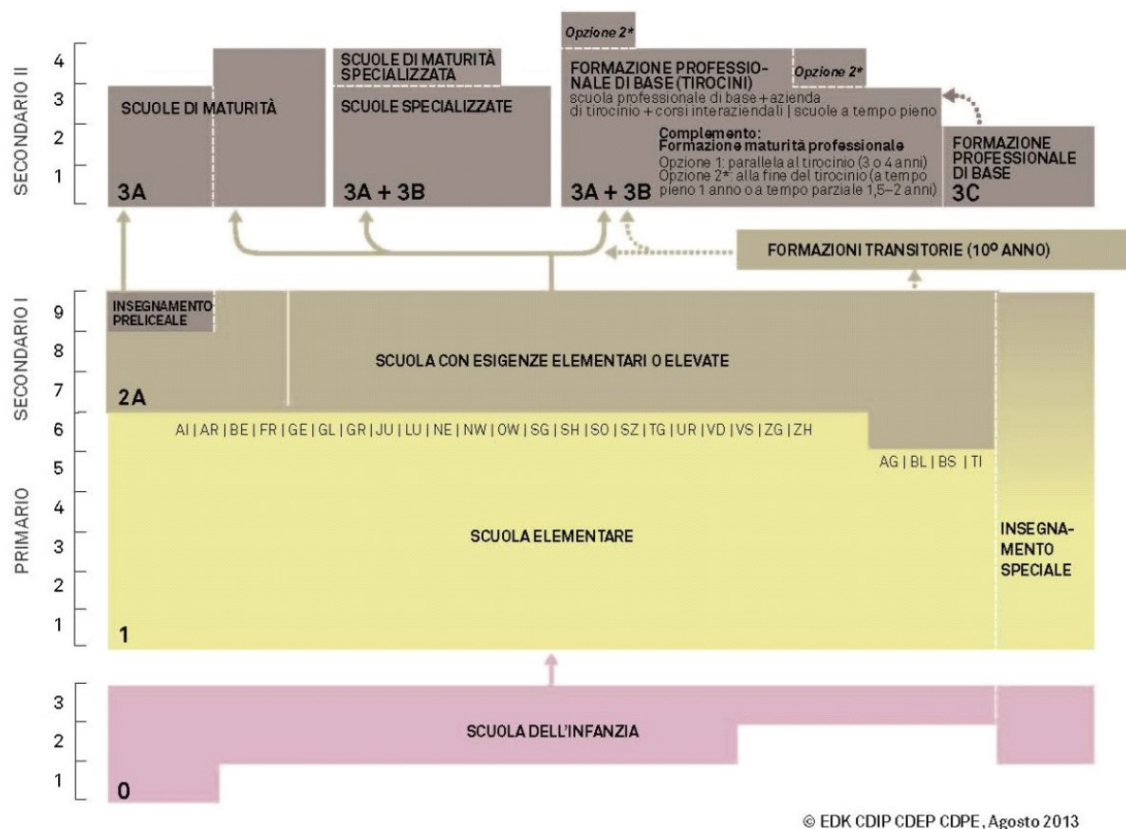 SECONDARIO II
4
3
2
1
SCUOLE DI MATURITÀ
3A
SCUOLE DI MATURITÀ
SPECIALIZZATA
SCUOLE SPECIALIZZATE
3A + 3B
Opzione 2*
FORMAZIONE PROFESSIO-
NALE DI BASE (TIROCINI)
Opzione 2*
scuola professionale di base + azienda
di tirocinio + corsi interaziendali | scuole a tempo pieno
Complemento:
Formazione maturità professionale
Opzione 1: parallela al tirocinio (3 o 4 anni)
Opzione 2*: alla fine del tirocinio (a tempo
pieno 1 anno o a tempo parziale 1,5–2 anni)
3A + 3B
FORMAZIONE
PROFESSIONALE
DI BASE
3C
FORMAZIONI TRANSITORIE (10º ANNO)
SECONDARIO I
9
8
7
INSEGNAMENTO
PRELICEALE
SCUOLA CON ESIGENZE ELEMENTARI O ELEVATE
2A
PRIMARIO
6
5
4
3
2
1
AI | AR | BE | FR | GE | GL | GR | JU | LU | NE | NW | OW | SG | SH | SO | SZ | TG | UR | VD | VS | ZG | ZH
AG | BL | BS | TI
SCUOLA ELEMENTARE
INSEGNA-
MENTO
SPECIALE
1
3
2
1
SCUOLA DELL'INFANZIA
0
© EDK CDIP CDEP CDPE, Agosto 2013